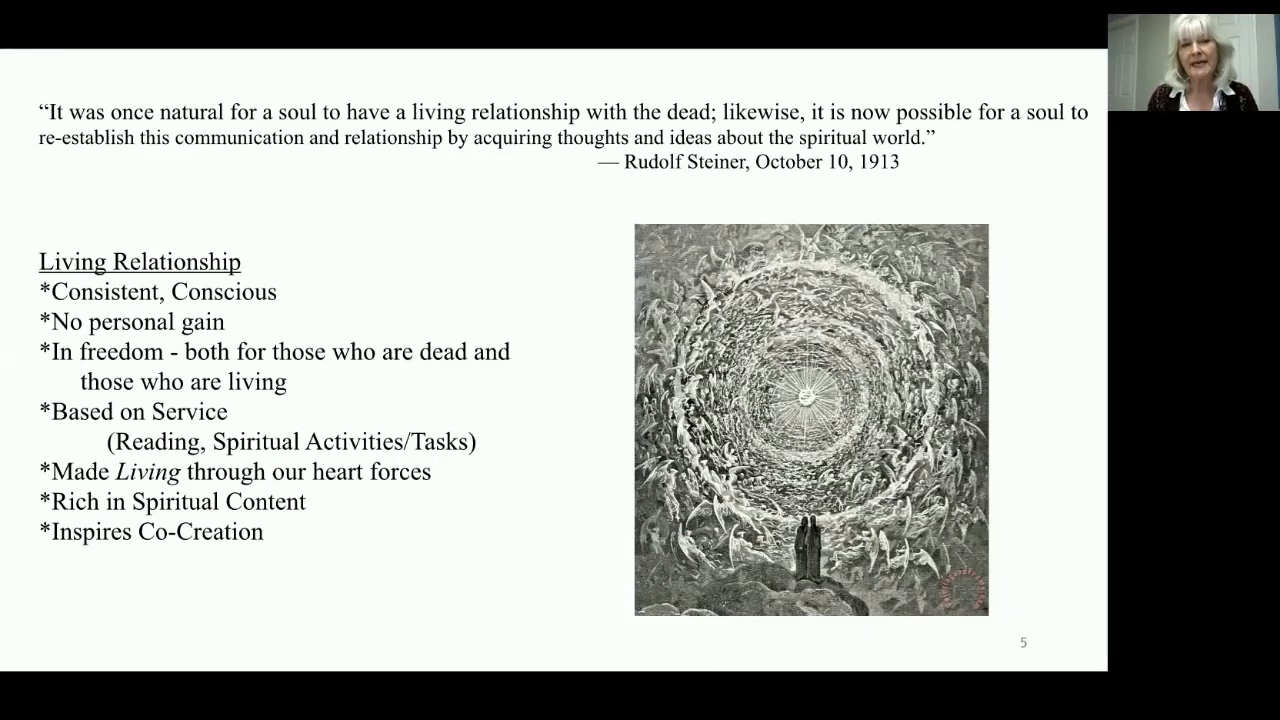 “It was once natural for a soul to have a living relationship with the dead; likewise, it is now possible for a soul to
re-establish this communication and relationship by acquiring thoughts and ideas about the spiritual world.”
— Rudolf Steiner, October 10, 1913
Living Relationship
*Consistent, Conscious
*No personal gain
*In freedom - both for those who are dead and
those who are living
*Based on Service
(Reading, Spiritual Activities/Tasks)
*Made Living through our heart forces
*Rich in Spiritual Content
*Inspires Co-Creation
5